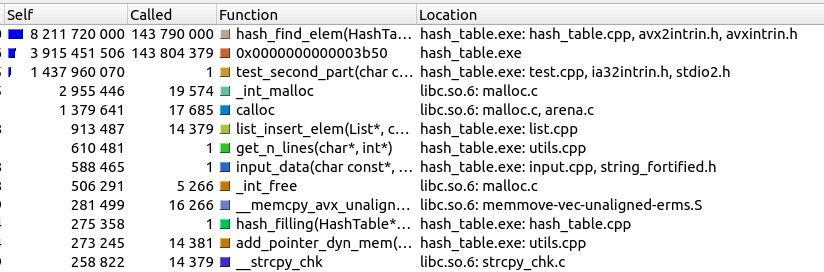 Self Called Function Location
8 211 720 000 143 790 000 hash_find_elem(HashTa... hash_table.exe: hash_table.cpp, avx2intrin.h, avxintrin.h
3 915 451 506 143 804 379 0x0000000000003b50 hash_table.exe
1 437 960 070 1 test_second_part(char c... hash_table.exe: test.cpp, ia32intrin.h, stdio2.h
2 955 446 19 574 _int_malloc libc.so.6: malloc.c
1 379 641 17 685 calloc libc.so.6: malloc.c, arena.c
913 487 14 379 list_insert_elem(List*, c... hash_table.exe: list.cpp
610 481 1 get_n_lines(char*, int*) hash_table.exe: utils.cpp
588 465 1 input_data(char const*, ... hash_table.exe: input.cpp, string_fortified.h
506 291 5 266 _int_free libc.so.6: malloc.c
281 499 16 266 __memcpy_avx_unalign... libc.so.6: memmove-vec-unaligned-erms.S
275 358 1 hash_filling(HashTable*... hash_table.exe: hash_table.cpp
273 245 14 381 add_pointer_dyn_mem(... hash_table.exe: utils.cpp
258 822 14 379 __strcpy_chk libc.so.6: strcpy_chk.c